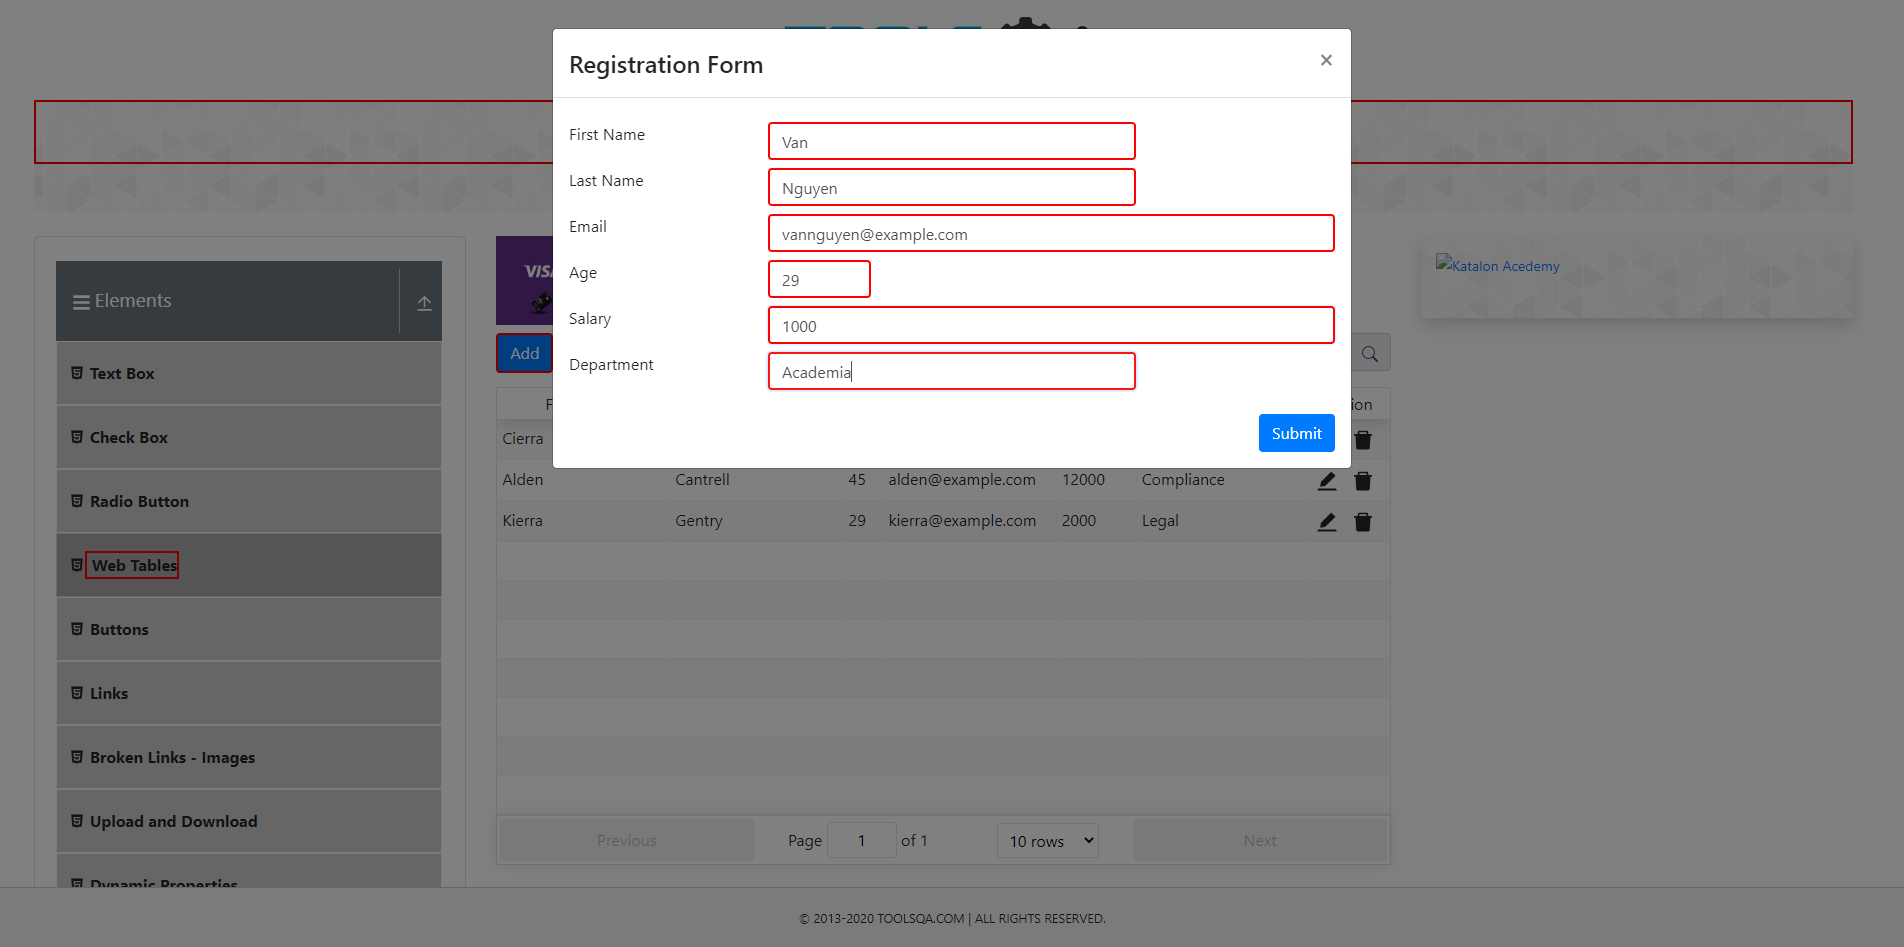 Registration Form
×
First Name
Van
Last Name
Nguyen
Email
vannguyen@example.com
Age
29
Salary
1000
Department
Academia
Submit
Elements
Text Box
Check Box
Radio Button
Web Tables
Buttons
Links
Broken Links - Images
Upload and Download
Dynamic Properties
VISA
Add
Katalon Acedemy
Cierra
Alden Cantrell 45 alden@example.com 12000 Compliance
Kierra Gentry 29 kierra@example.com 2000 Legal
Previous Page 1 of 1 10 rows Next
© 2013-2020 TOOLSQA.COM | ALL RIGHTS RESERVED.